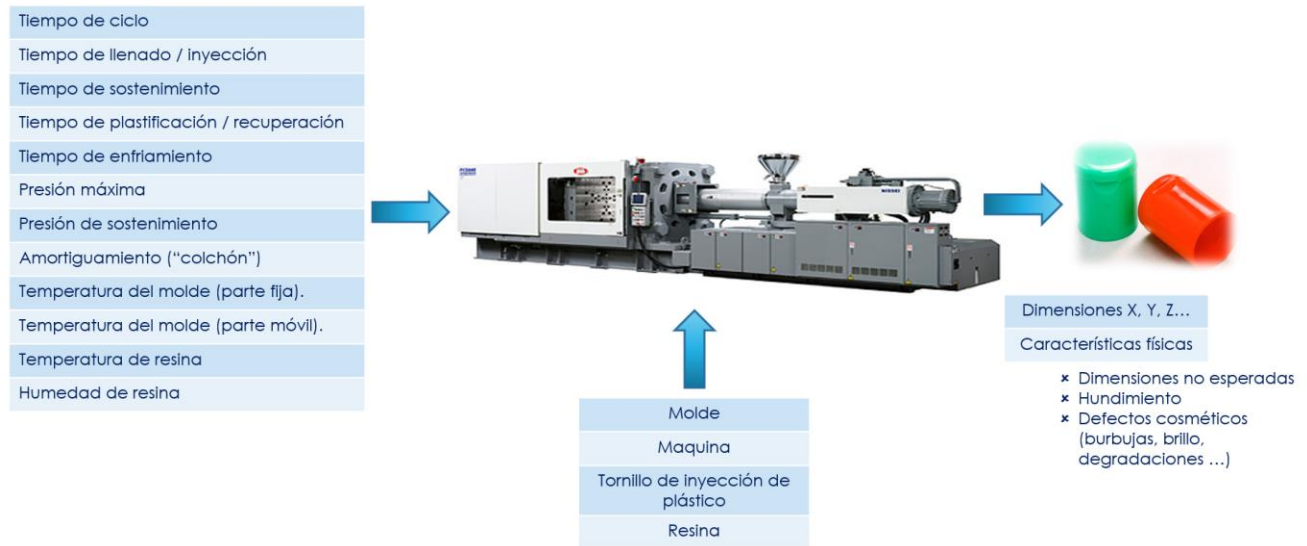 Tiempo de ciclo
Tiempo de llenado / inyección
Tiempo de sostenimiento
Tiempo de plastificación / recuperación
Tiempo de enfriamiento
Presión máxima
Presión de sostenimiento
Amortiguamiento (“colchón”)
Temperatura del molde (parte fija).
Temperatura del molde (parte móvil).
Temperatura de resina
Humedad de resina
NISSEI
Molde
Maquina
Tornillo de inyección de
plástico
Resina
Dimensiones X, Y, Z…
Características físicas
× Dimensiones no esperadas
× Hundimiento
× Defectos cosméticos
(burbujas, brillo,
degradaciones …)